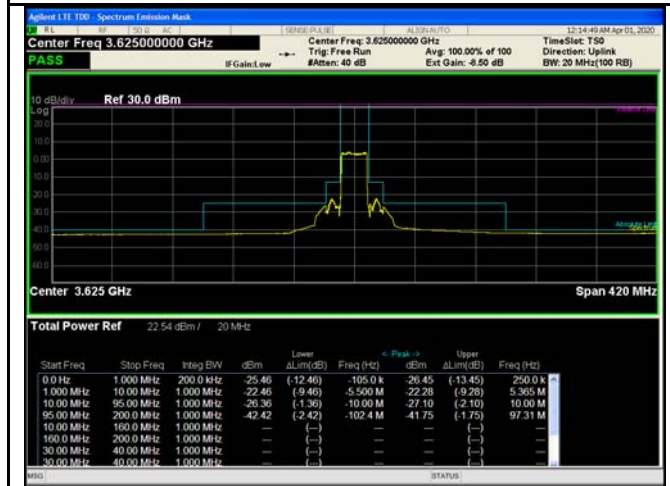 Agilent LTE TDD - Spectrum Emission Mask
RL RF 50 Ω AC SENSE:PULSE ALIGN AUTO 12:14:49 AM Apr 01, 2020
Center Freq 3.625000000 GHz Center Freq: 3.625000000 GHz TimeSlot: TS0
Trig: Free Run Avg: 100.00% of 100 Direction: Uplink
PASS IFGain:Low #Atten: 40 dB Ext Gain: -8.50 dB BW: 20 MHz(100 RB)
10 dB/div Ref 30.0 dBm
Log
20.0
10.0
0.00
10.0
20.0
30.0
40.0
50.0
60.0
Absolute Limit
Spectrum
Center 3.625 GHz Span 420 MHz
Total Power Ref 22.54 dBm / 20 MHz
Lower <- Peak -> Upper
Start Freq Stop Freq Integ BW dBm ΔLim(dB) Freq (Hz) dBm ΔLim(dB) Freq (Hz)
0.0 Hz 1.000 MHz 200.0 kHz -25.46 (-12.46) -105.0 k -26.45 (-13.45) 250.0 k
1.000 MHz 10.00 MHz 1.000 MHz -22.46 (-9.46) -5.500 M -22.28 (-9.28) 5.365 M
10.00 MHz 95.00 MHz 1.000 MHz -26.36 (-1.36) -10.00 M -27.10 (-2.10) 10.00 M
95.00 MHz 200.0 MHz 1.000 MHz -42.42 (-2.42) -102.4 M -41.75 (-1.75) 97.31 M
10.00 MHz 160.0 MHz 1.000 MHz --- (---) --- (---)
160.0 MHz 200.0 MHz 1.000 MHz --- (---) --- (---)
30.00 MHz 40.00 MHz 1.000 MHz --- (---) --- (---)
30.00 MHz 40.00 MHz 1.000 MHz --- (---) --- (---)
MSG STATUS